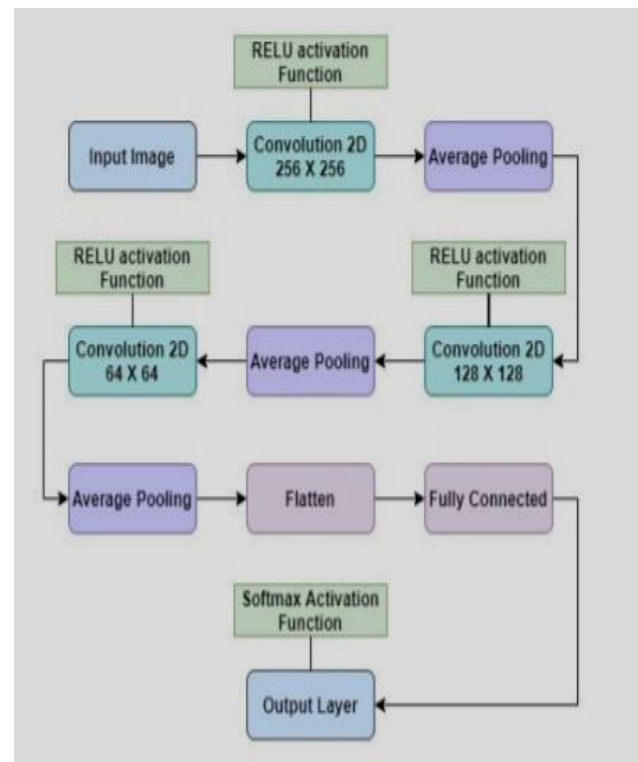 RELU activation
Function
Input Image
Convolution 2D
256 X 256
Average Pooling
RELU activation
Function
Convolution 2D
128 X 128
Average Pooling
RELU activation
Function
Convolution 2D
64 X 64
Average Pooling
Flatten
Fully Connected
Softmax Activation
Function
Output Layer